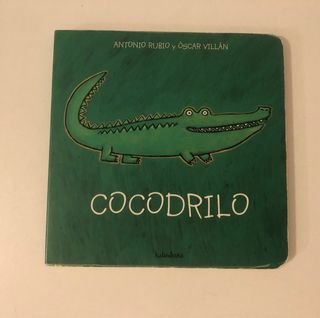 ANTONIO RUBIO y ÓSCAR VILLÁN
COCODRILO
kalandraka